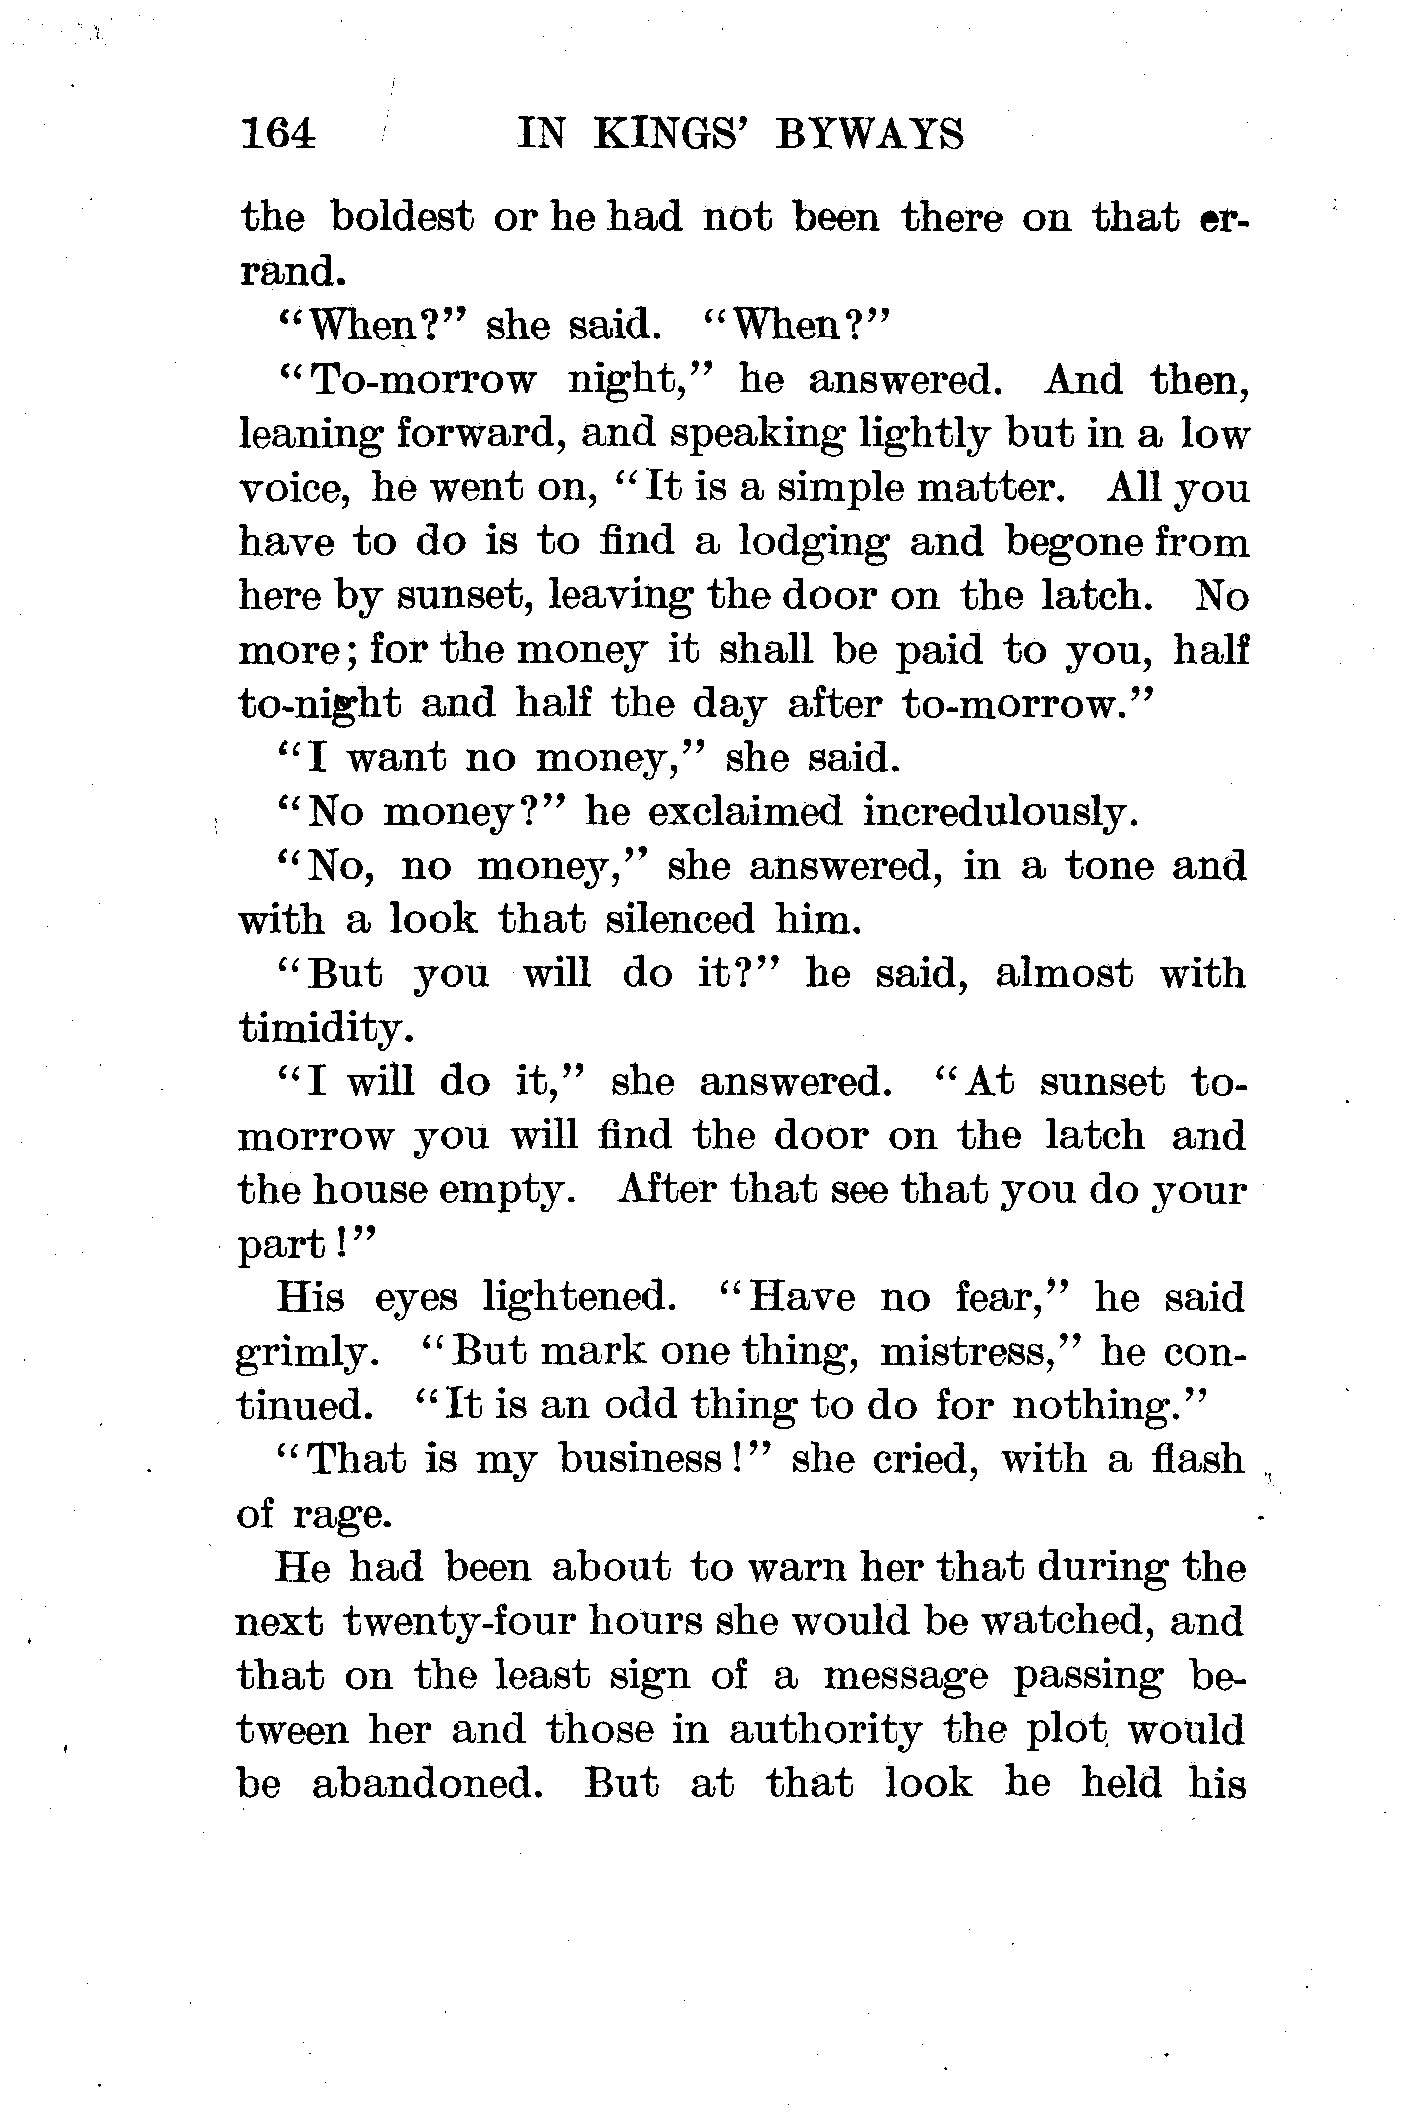 164 IN KINGS' BYWAYS
the boldest or he had not been there on that er-
rand.
"When?" she said. "When?"
"To-morrow night," he answered. And then,
leaning forward, and speaking lightly but in a low
voice, he went on, "It is a simple matter. All you
have to do is to find a lodging and begone from
here by sunset, leaving the door on the latch. No
more; for the money it shall be paid to you, half
to-night and half the day after to-morrow."
"I want no money," she said.
"No money?" he exclaimed incredulously.
"No, no money," she answered, in a tone and
with a look that silenced him.
"But you will do it?" he said, almost with
timidity.
"I will do it," she answered. "At sunset to-
morrow you will find the door on the latch and
the house empty. After that see that you do your
part!"
His eyes lightened. "Have no fear," he said
grimly. "But mark one thing, mistress," he con-
tinued. "It is an odd thing to do for nothing."
"That is my business!" she cried, with a flash
of rage.
He had been about to warn her that during the
next twenty-four hours she would be watched, and
that on the least sign of a message passing be-
tween her and those in authority the plot would
be abandoned. But at that look he held his